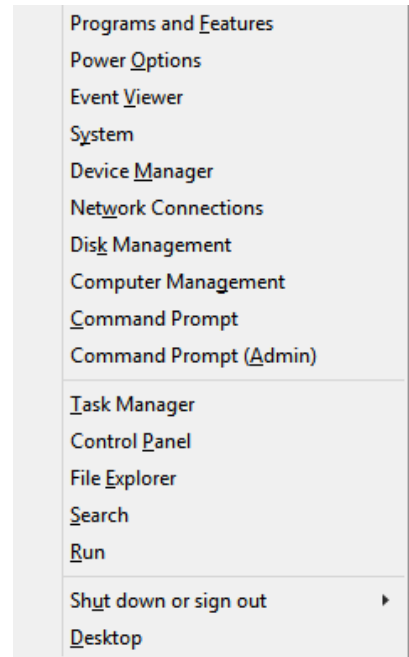 Programs and Features
Power Options
Event Viewer
System
Device Manager
Network Connections
Disk Management
Computer Management
Command Prompt
Command Prompt (Admin)
Task Manager
Control Panel
File Explorer
Search
Run
Shut down or sign out
Desktop